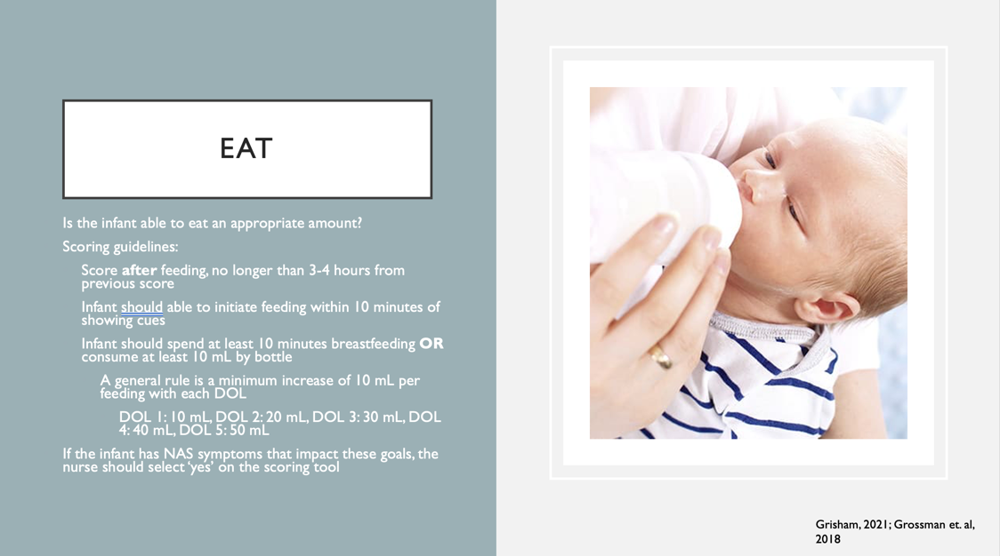 EAT
Is the infant able to eat an appropriate amount?
Scoring guidelines:
Score after feeding, no longer than 3-4 hours from
previous score
Infant should able to initiate feeding within 10 minutes of
showing cues
Infant should spend at least 10 minutes breastfeeding OR
consume at least 10 mL by bottle
A general rule is a minimum increase of 10 mL per
feeding with each DOL
DOL 1: 10 mL, DOL 2: 20 mL, DOL 3: 30 mL, DOL
4: 40 mL, DOL 5: 50 mL
If the infant has NAS symptoms that impact these goals, the
nurse should select ‘yes’ on the scoring tool
Grisham, 2021; Grossman et. al,
2018